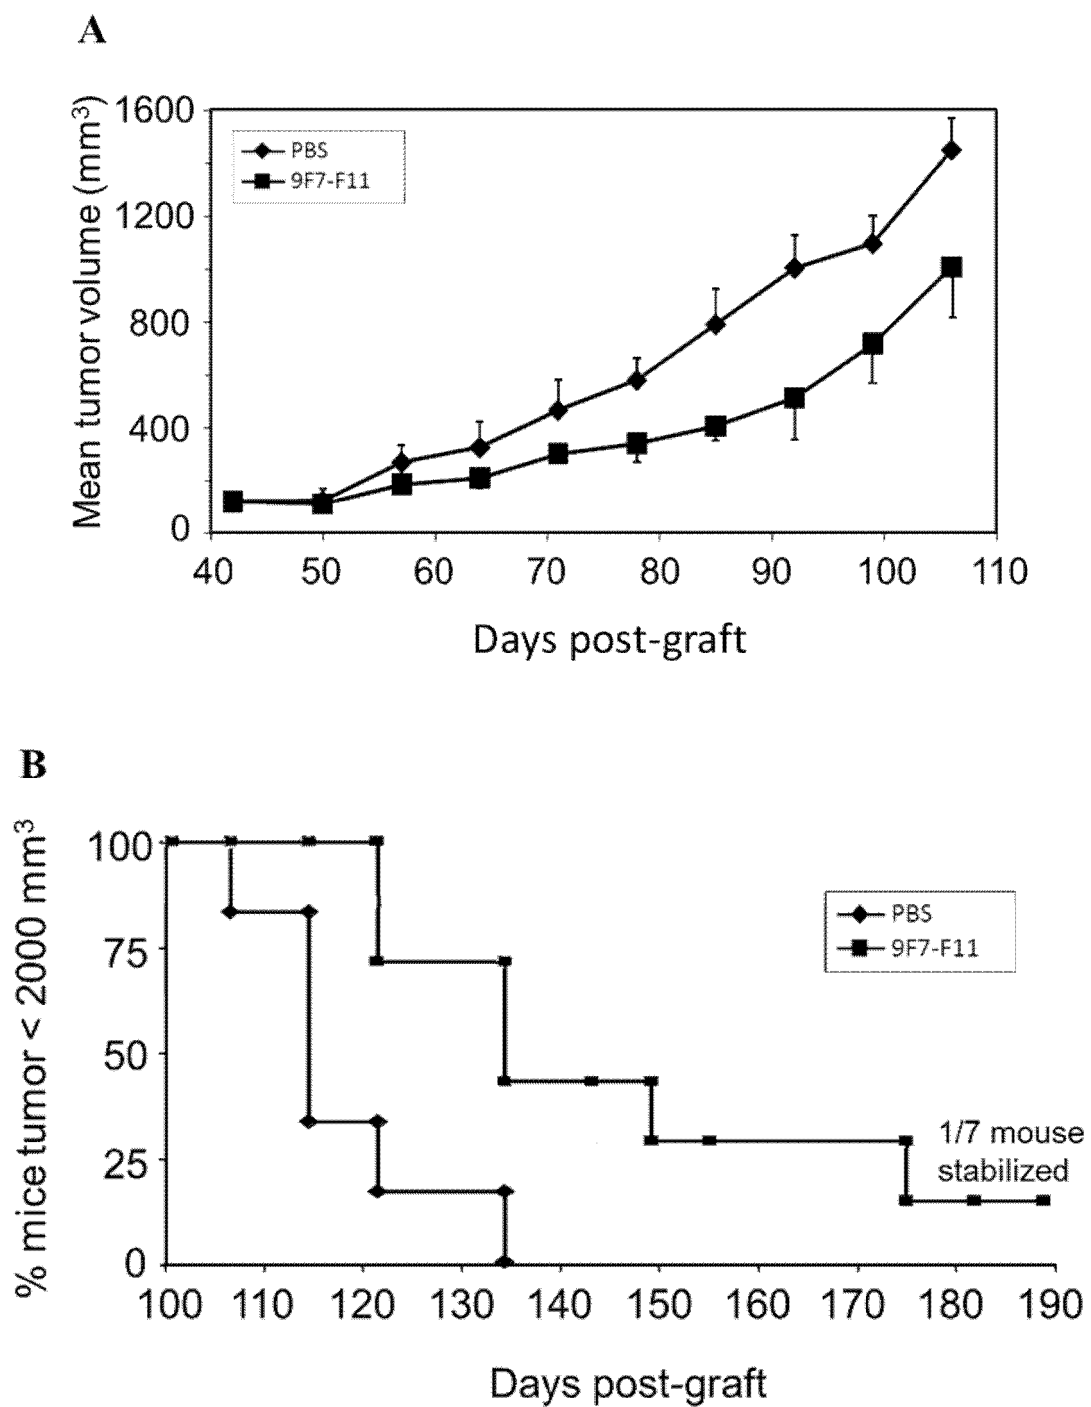 A
Mean tumor volume (mm3)
1600
1200
800
400
0
PBS
9F7-F11
40 50 60 70 80 90 100 110
Days post-graft
B
% mice tumor < 2000 mm3
100
75
50
25
0
PBS
9F7-F11
1/7 mouse
stabilized
100 110 120 130 140 150 160 170 180 190
Days post-graft